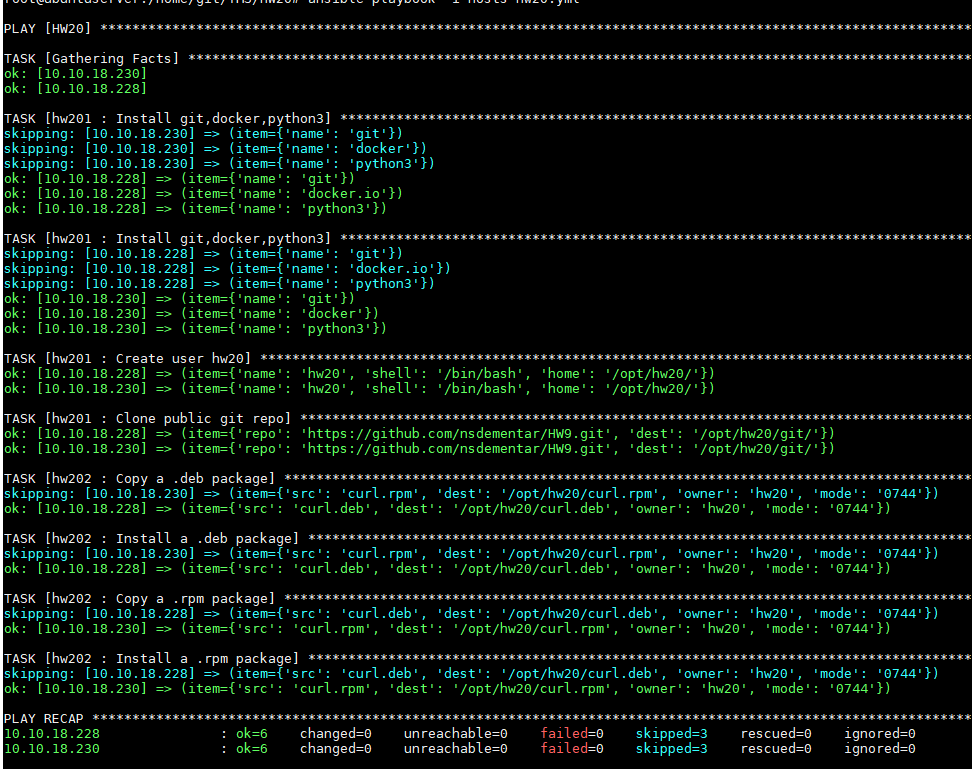 root@ubuntuserver:/home/git/TMS/HW20# ansible-playbook -i hosts hw20.yml
PLAY [HW20] ****************************************************************************************************************
TASK [Gathering Facts] *****************************************************************************************************
ok: [10.10.18.230]
ok: [10.10.18.228]
TASK [hw201 : Install git,docker,python3] **********************************************************************************
skipping: [10.10.18.230] => (item={'name': 'git'})
skipping: [10.10.18.230] => (item={'name': 'docker'})
skipping: [10.10.18.230] => (item={'name': 'python3'})
ok: [10.10.18.228] => (item={'name': 'git'})
ok: [10.10.18.228] => (item={'name': 'docker.io'})
ok: [10.10.18.228] => (item={'name': 'python3'})
TASK [hw201 : Install git,docker,python3] **********************************************************************************
skipping: [10.10.18.228] => (item={'name': 'git'})
skipping: [10.10.18.228] => (item={'name': 'docker.io'})
skipping: [10.10.18.228] => (item={'name': 'python3'})
ok: [10.10.18.230] => (item={'name': 'git'})
ok: [10.10.18.230] => (item={'name': 'docker'})
ok: [10.10.18.230] => (item={'name': 'python3'})
TASK [hw201 : Create user hw20] ********************************************************************************************
ok: [10.10.18.228] => (item={'name': 'hw20', 'shell': '/bin/bash', 'home': '/opt/hw20/'})
ok: [10.10.18.230] => (item={'name': 'hw20', 'shell': '/bin/bash', 'home': '/opt/hw20/'})
TASK [hw201 : Clone public git repo] ***************************************************************************************
ok: [10.10.18.228] => (item={'repo': 'https://github.com/nsdementar/HW9.git', 'dest': '/opt/hw20/git/'})
ok: [10.10.18.230] => (item={'repo': 'https://github.com/nsdementar/HW9.git', 'dest': '/opt/hw20/git/'})
TASK [hw202 : Copy a .deb package] *****************************************************************************************
skipping: [10.10.18.230] => (item={'src': 'curl.rpm', 'dest': '/opt/hw20/curl.rpm', 'owner': 'hw20', 'mode': '0744'})
ok: [10.10.18.228] => (item={'src': 'curl.deb', 'dest': '/opt/hw20/curl.deb', 'owner': 'hw20', 'mode': '0744'})
TASK [hw202 : Install a .deb package] **************************************************************************************
skipping: [10.10.18.230] => (item={'src': 'curl.rpm', 'dest': '/opt/hw20/curl.rpm', 'owner': 'hw20', 'mode': '0744'})
ok: [10.10.18.228] => (item={'src': 'curl.deb', 'dest': '/opt/hw20/curl.deb', 'owner': 'hw20', 'mode': '0744'})
TASK [hw202 : Copy a .rpm package] *****************************************************************************************
skipping: [10.10.18.228] => (item={'src': 'curl.deb', 'dest': '/opt/hw20/curl.deb', 'owner': 'hw20', 'mode': '0744'})
ok: [10.10.18.230] => (item={'src': 'curl.rpm', 'dest': '/opt/hw20/curl.rpm', 'owner': 'hw20', 'mode': '0744'})
TASK [hw202 : Install a .rpm package] **************************************************************************************
skipping: [10.10.18.228] => (item={'src': 'curl.deb', 'dest': '/opt/hw20/curl.deb', 'owner': 'hw20', 'mode': '0744'})
ok: [10.10.18.230] => (item={'src': 'curl.rpm', 'dest': '/opt/hw20/curl.rpm', 'owner': 'hw20', 'mode': '0744'})
PLAY RECAP *****************************************************************************************************************
10.10.18.228 : ok=6 changed=0 unreachable=0 failed=0 skipped=3 rescued=0 ignored=0
10.10.18.230 : ok=6 changed=0 unreachable=0 failed=0 skipped=3 rescued=0 ignored=0